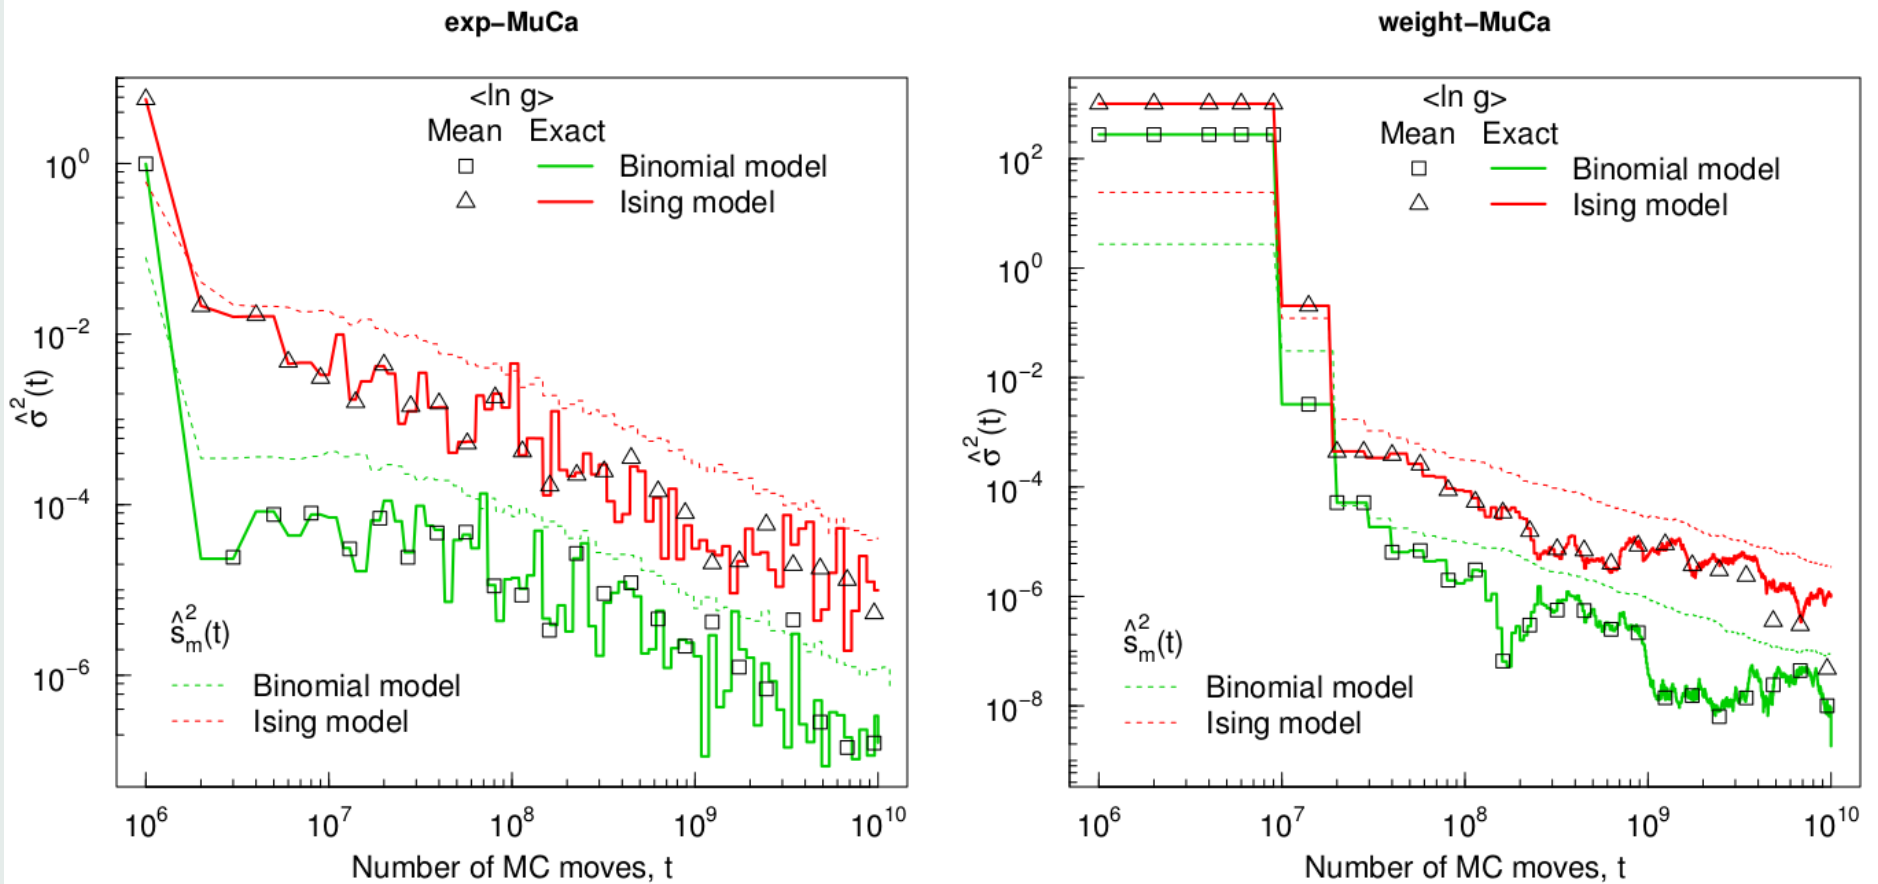 exp−MuCa
<ln g>
Mean Exact
Binomial model
Ising model
10^0
10^−2
10^−4
10^−6
σ̂^2(t)
ŝ^2_m(t)
Binomial model
Ising model
10^6 10^7 10^8 10^9 10^10
Number of MC moves, t
weight−MuCa
<ln g>
Mean Exact
Binomial model
Ising model
10^2
10^0
10^−2
10^−4
10^−6
10^−8
σ̂^2(t)
ŝ^2_m(t)
Binomial model
Ising model
10^6 10^7 10^8 10^9 10^10
Number of MC moves, t